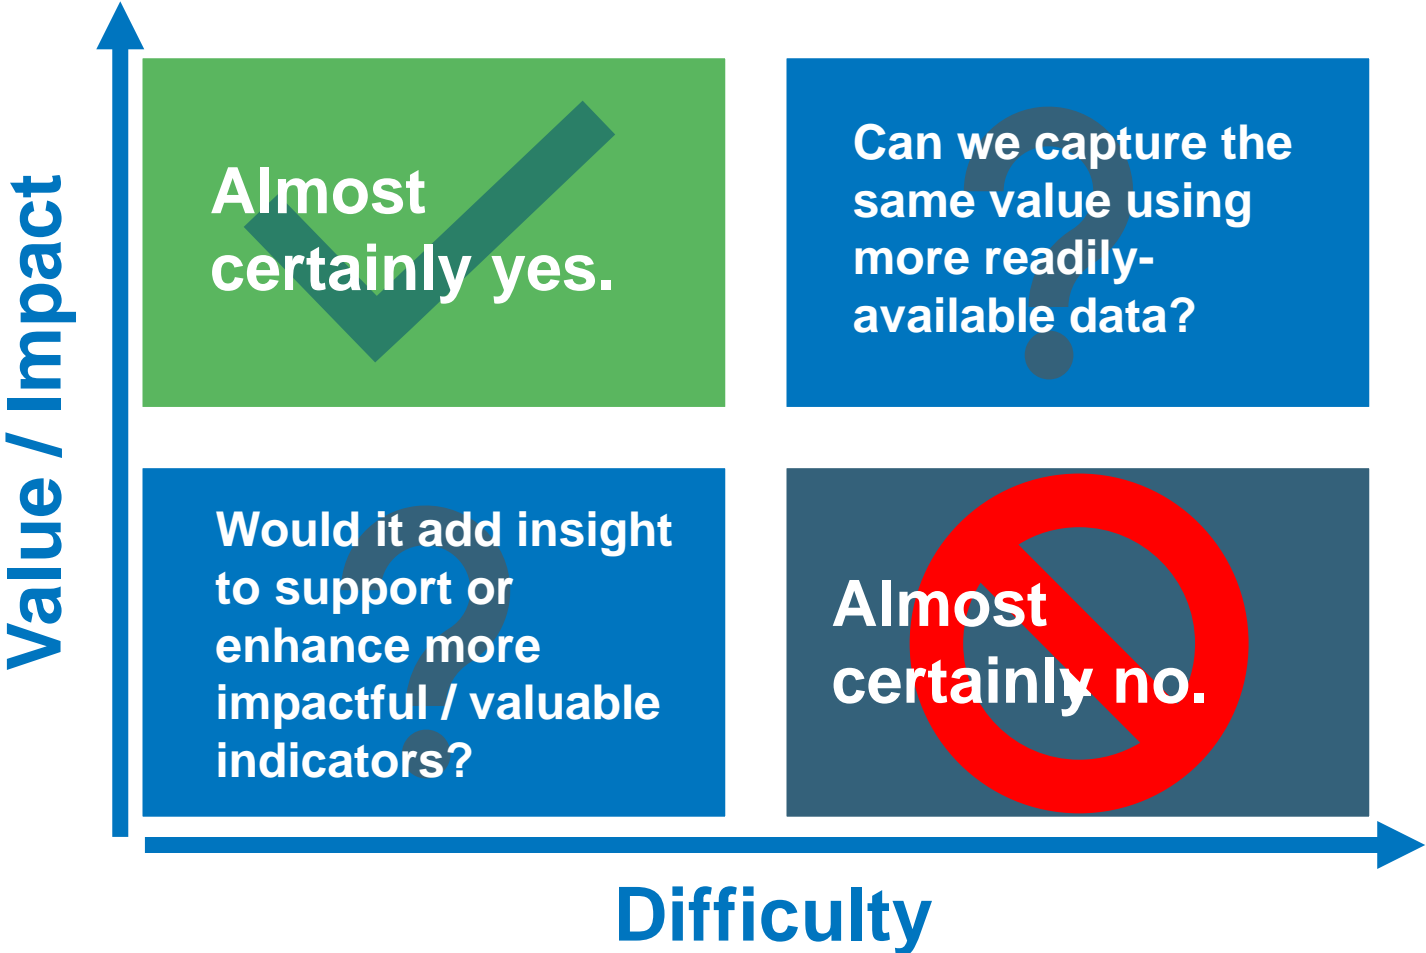 Value / Impact
Almost
certainly yes.
Can we capture the
same value using
more readily-
available data?
Would it add insight
to support or
enhance more
impactful / valuable
indicators?
Almost
certainly no.
Difficulty